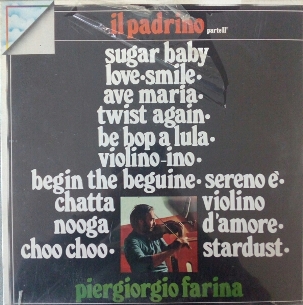 il padrino parte II°
sugar baby
love·smile·
ave maria·
twist again·
be bop a lula·
violino-ino·
begin the beguine· sereno è·
chatta violino
nooga d'amore·
choo choo· stardust·
piergiorgio farina